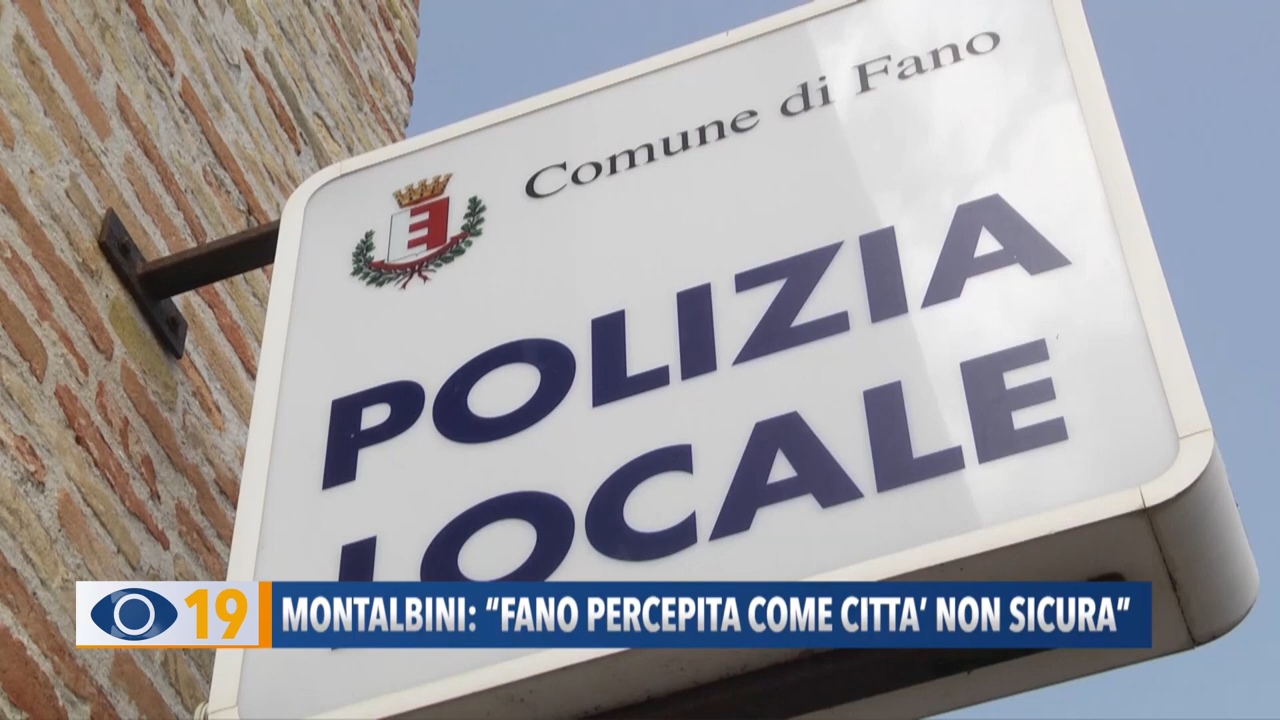 Comune di Fano
POLIZIA
LOCALE
19
MONTALBINI: “FANO PERCEPITA COME CITTA’ NON SICURA”